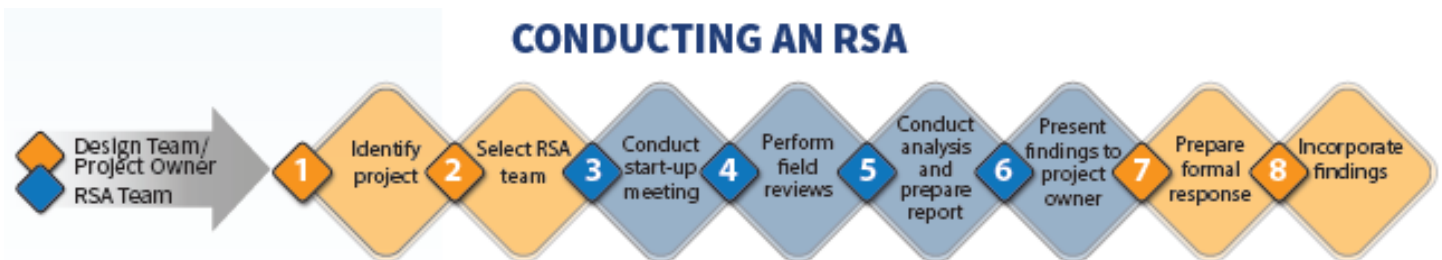 CONDUCTING AN RSA
Design Team/
Project Owner
RSA Team
1
Identify
project
2
Select RSA
team
3
Conduct
start-up
meeting
4
Perform
field
reviews
5
Conduct
analysis
and
prepare
report
6
Present
findings to
project
owner
7
Prepare
formal
response
8
Incorporate
findings